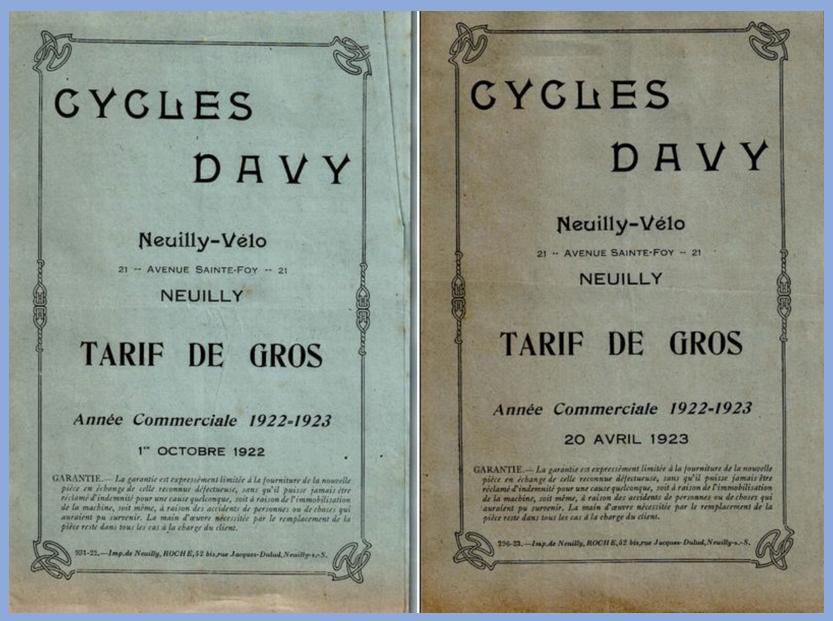 CYCLES
DAVY
Neuilly-Vélo
21 -- AVENUE SAINTE-FOY -- 21
NEUILLY
TARIF DE GROS
Année Commerciale 1922-1923
1er OCTOBRE 1922
GARANTIE.— La garantie est expressément limitée à la fourniture de la nouvelle
pièce en échange de celle reconnue défectueuse, sans qu'il puisse jamais être
réclamé d'indemnité pour une cause quelconque, soit à raison de l'immobilisation
de la machine, soit même, à raison des accidents de personnes ou de choses qui
auraient pu survenir. La main d'œuvre nécessitée par le remplacement de la
pièce reste dans tous les cas à la charge du client.
931-22.—Imp. de Neuilly, ROCHE, 52 bis, rue Jacques-Dulud, Neuilly-s.-S.
CYCLES
DAVY
Neuilly-Vélo
21 -- AVENUE SAINTE-FOY -- 21
NEUILLY
TARIF DE GROS
Année Commerciale 1922-1923
20 AVRIL 1923
GARANTIE.— La garantie est expressément limitée à la fourniture de la nouvelle
pièce en échange de celle reconnue défectueuse, sans qu'il puisse jamais être
réclamé d'indemnité pour une cause quelconque, soit à raison de l'immobilisation
de la machine, soit même, à raison des accidents de personnes ou de choses qui
auraient pu survenir. La main d'œuvre nécessitée par le remplacement de la
pièce reste dans tous les cas à la charge du client.
296-23.—Imp. de Neuilly, ROCHE, 52 bis, rue Jacques-Dulud, Neuilly-s.-S.